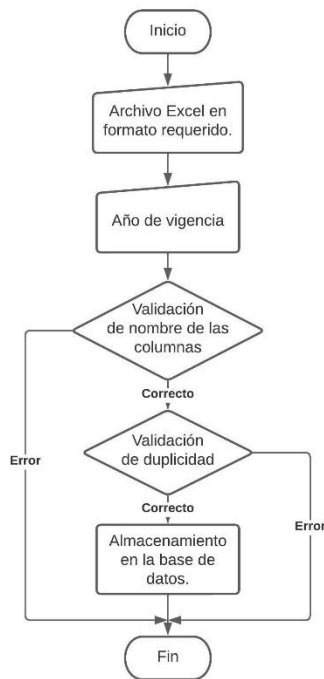 Inicio
Archivo Excel en
formato requerido.
Año de vigencia
Validación
de nombre de las
columnas
Correcto
Validación
de duplicidad
Error
Correcto
Error
Almacenamiento
en la base de
datos.
Fin